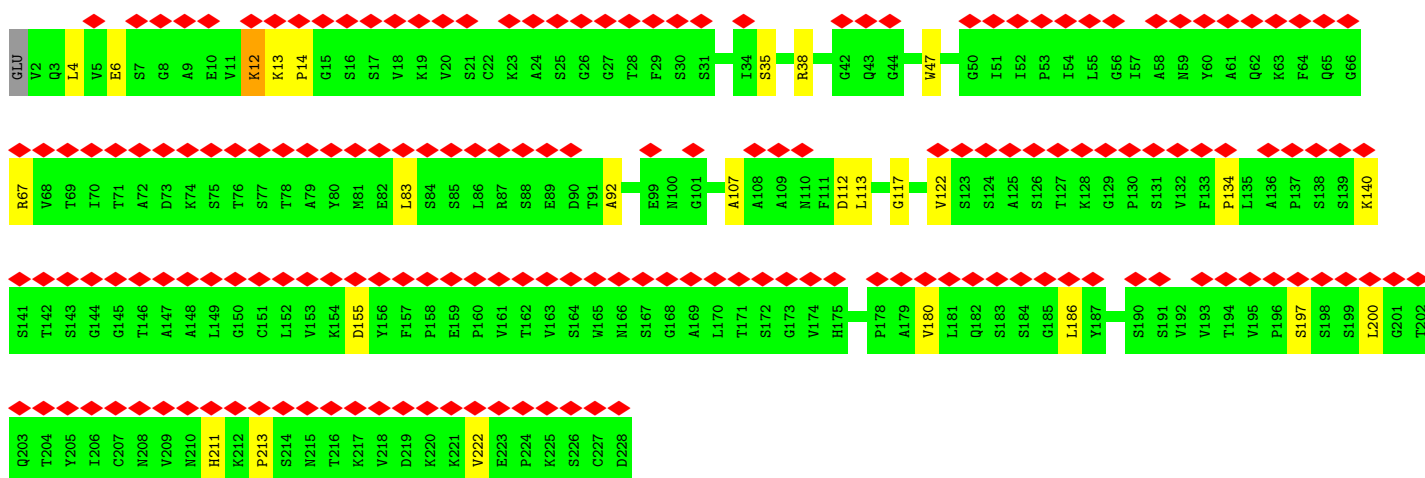 GLU V2 Q3 L4 V5 E6 S7 G8 A9 E10 V11 K12 K13 P14 G15 S16 S17 V18 K19 V20 S21 C22 K23 A24 S25 G26 G27 T28 F29 S30 S31 I34 S35 R38 G42 Q43 G44 W47 G50 I51 I52 P53 I54 L55 G56 I57 A58 N59 Y60 A61 Q62 K63 F64 Q65 G66
R67 V68 T69 I70 T71 A72 D73 K74 S75 T76 S77 T78 A79 Y80 M81 E82 L83 S84 S85 L86 R87 S88 E89 D90 T91 A92 E99 N100 G101 A107 A108 A109 N110 F111 D112 L113 G117 V122 S123 S124 A125 S126 T127 K128 G129 P130 S131 V132 F133 P134 L135 A136 P137 S138 S139 K140
S141 T142 S143 G144 G145 T146 A147 A148 L149 G150 C151 L152 V153 K154 D155 Y156 F157 P158 E159 P160 V161 T162 V163 S164 W165 N166 S167 G168 A169 L170 T171 S172 G173 V174 H175 P178 A179 V180 L181 Q182 S183 S184 G185 L186 Y187 S190 S191 V192 V193 T194 V195 P196 S197 S198 S199 L200 G201 T202
Q203 T204 Y205 I206 C207 N208 V209 N210 H211 K212 P213 S214 N215 T216 K217 V218 D219 K220 K221 V222 E223 P224 K225 S226 C227 D228